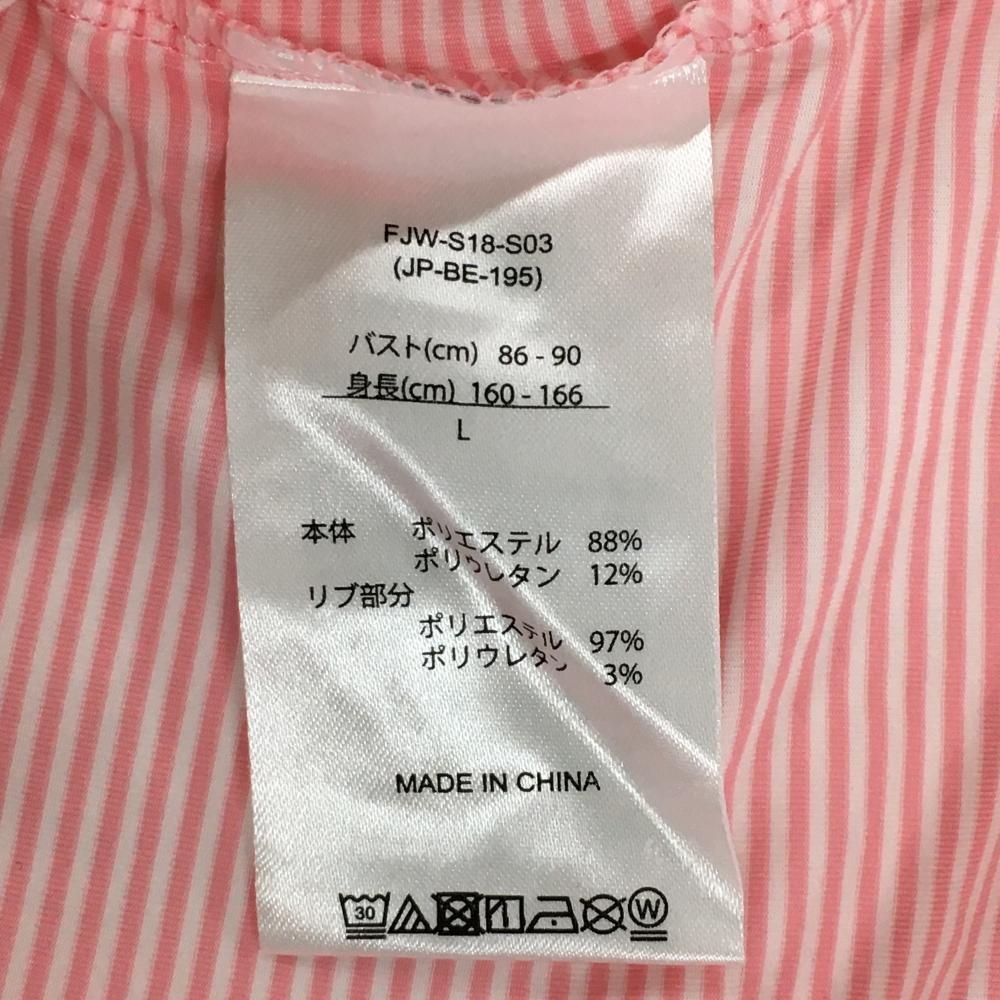 FJW-S18-S03
(JP-BE-195)
バスト(cm) 86 - 90
身長(cm) 160 - 166
L
本体 ポリエステル 88%
ポリウレタン 12%
リブ部分
ポリエステル 97%
ポリウレタン 3%
MADE IN CHINA
30 W